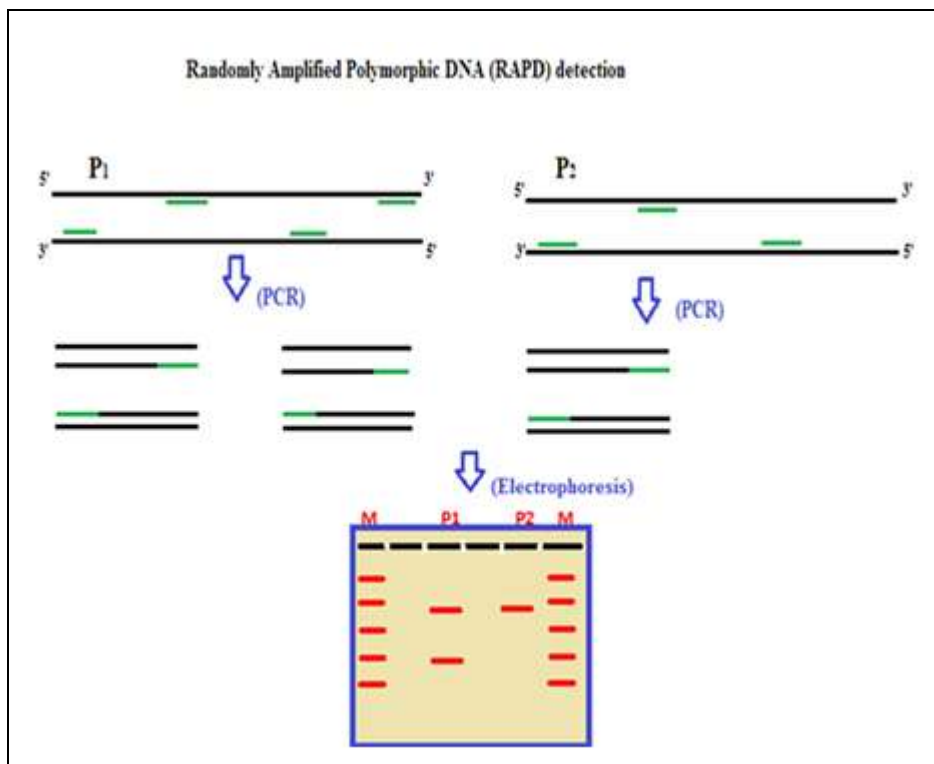 Randomly Amplified Polymorphic DNA (RAPD) detection
P1
P2
5' 3'
5' 3'
3' 5'
3' 5'
(PCR)
(PCR)
(Electrophoresis)
M P1 P2 M